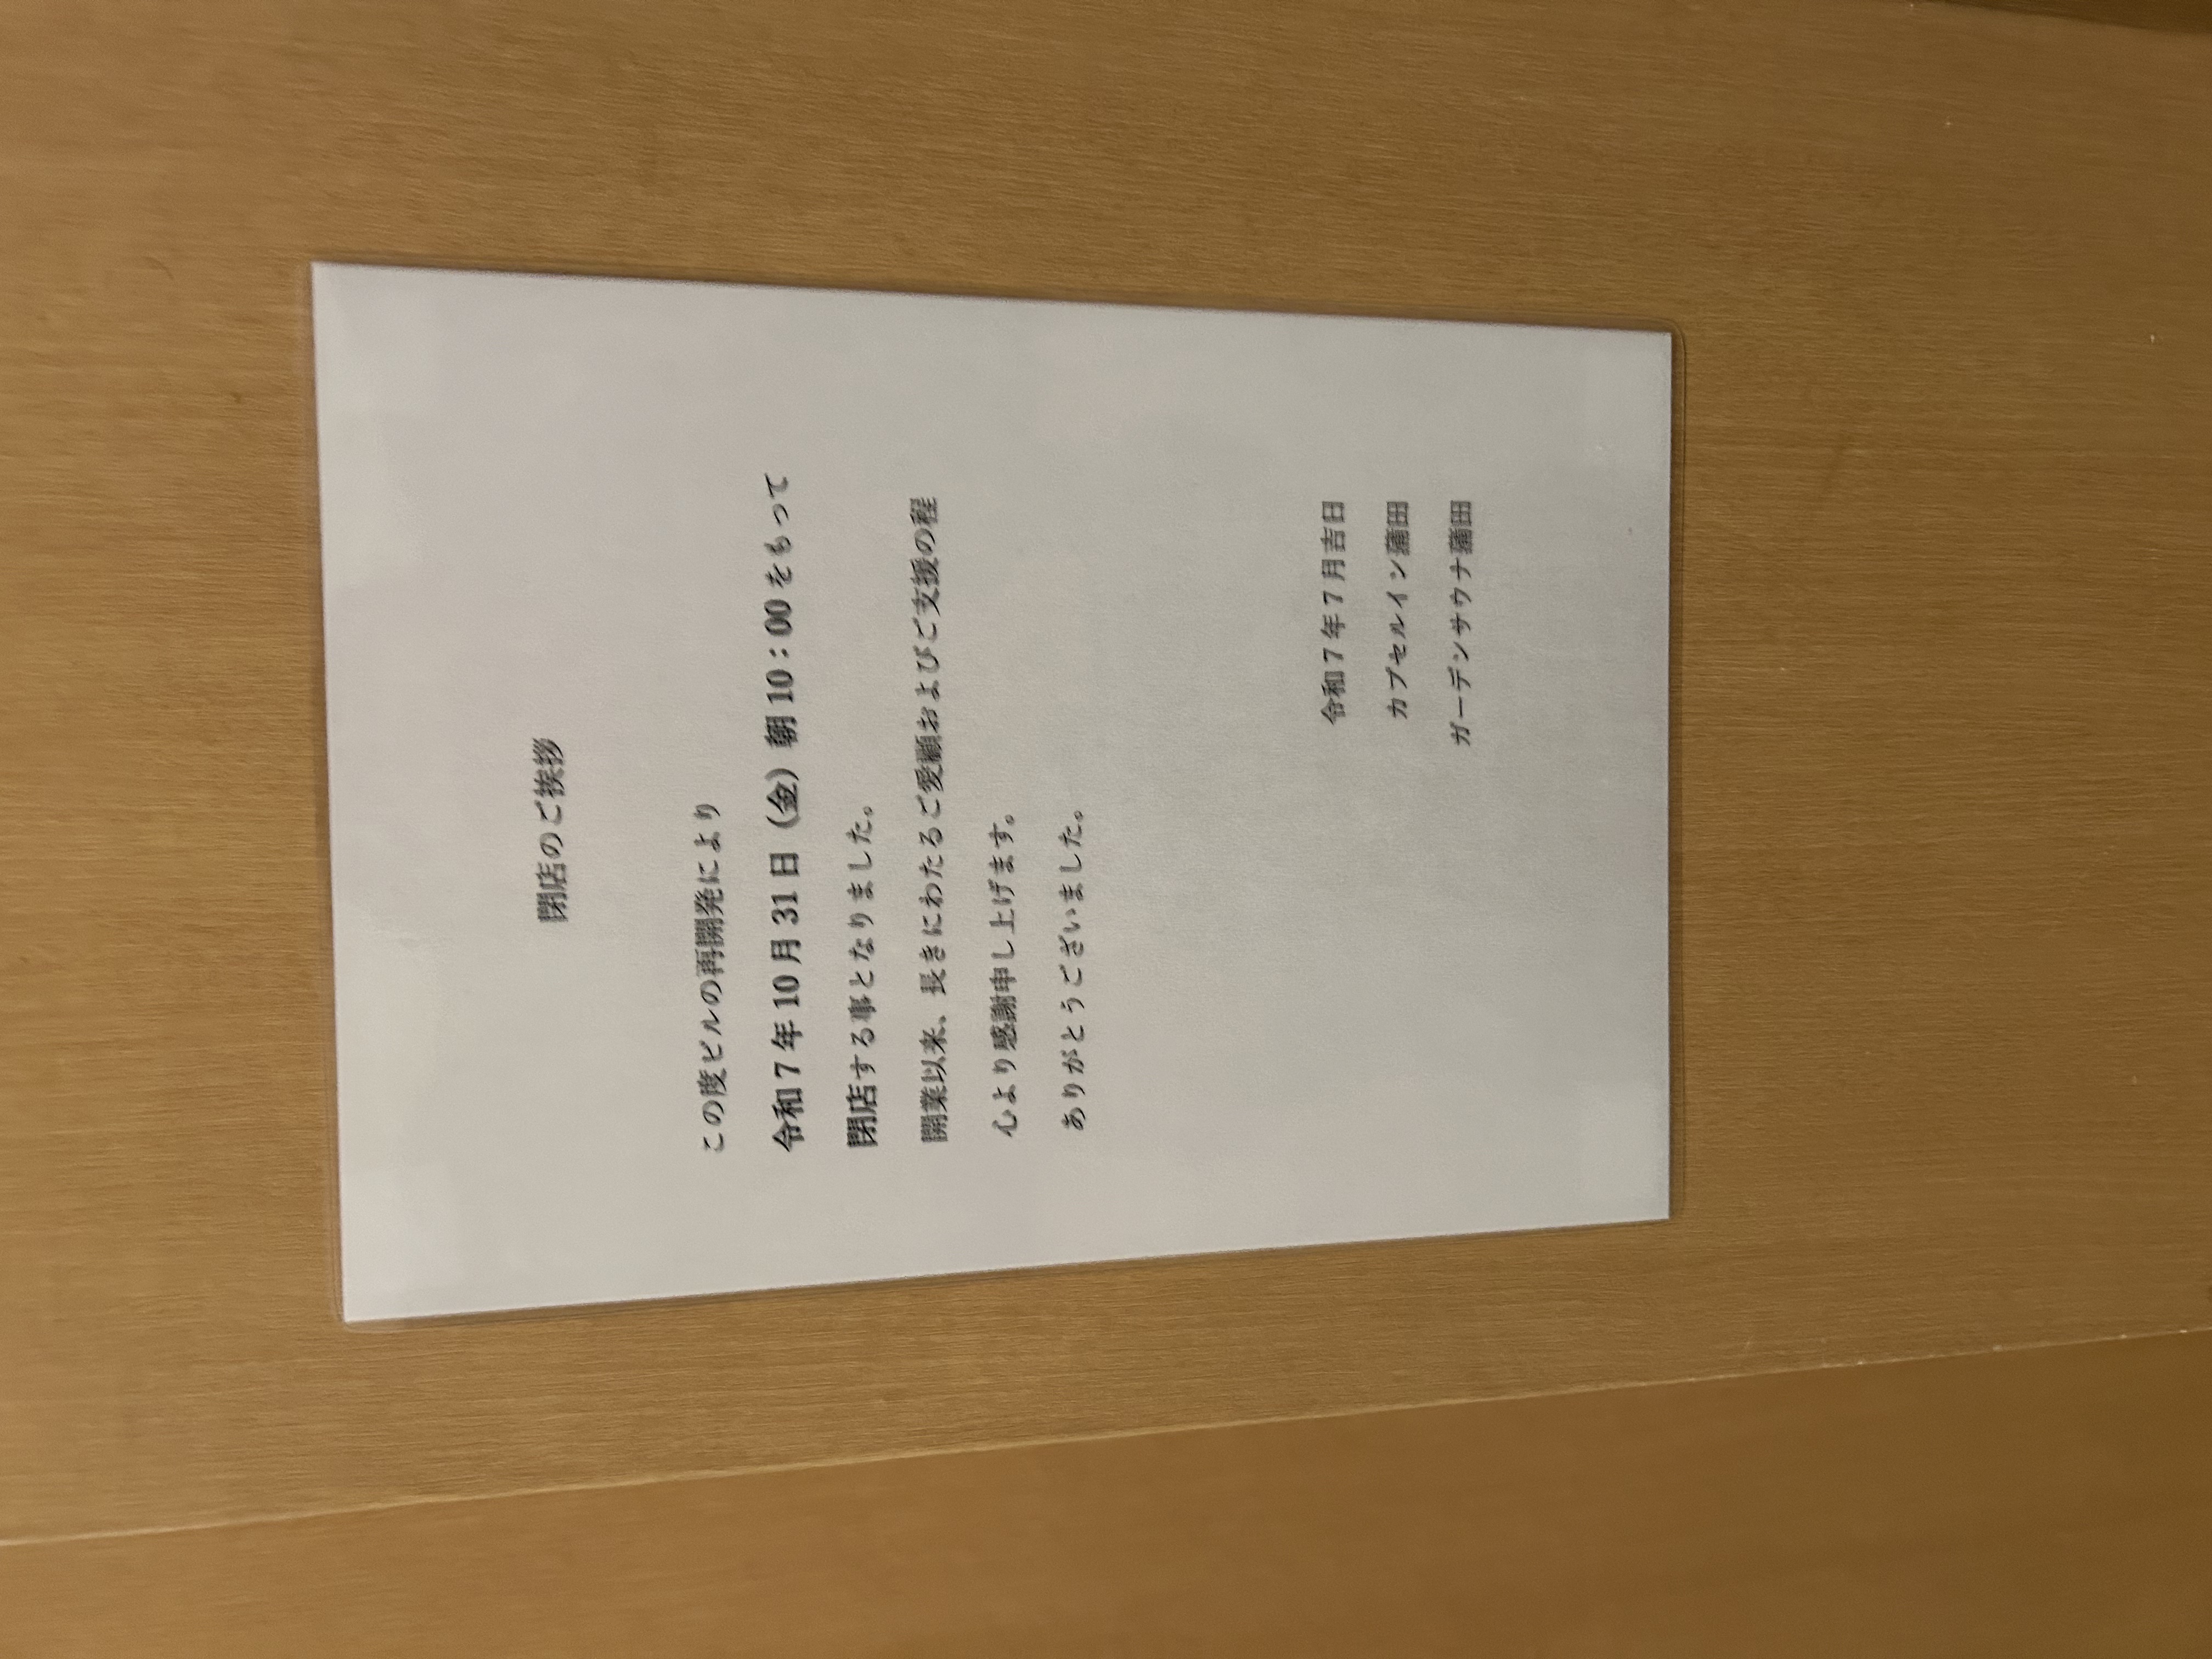 閉店のご挨拶
この度ビルの再開発により
令和7年10月31日（金）朝10：00をもって
閉店する事となりました。
開業以来、長きにわたるご愛顧およびご支援の程
心より感謝申し上げます。
ありがとうございました。
令和7年7月吉日
カプセルイン蒲田
ガーデンサウナ蒲田